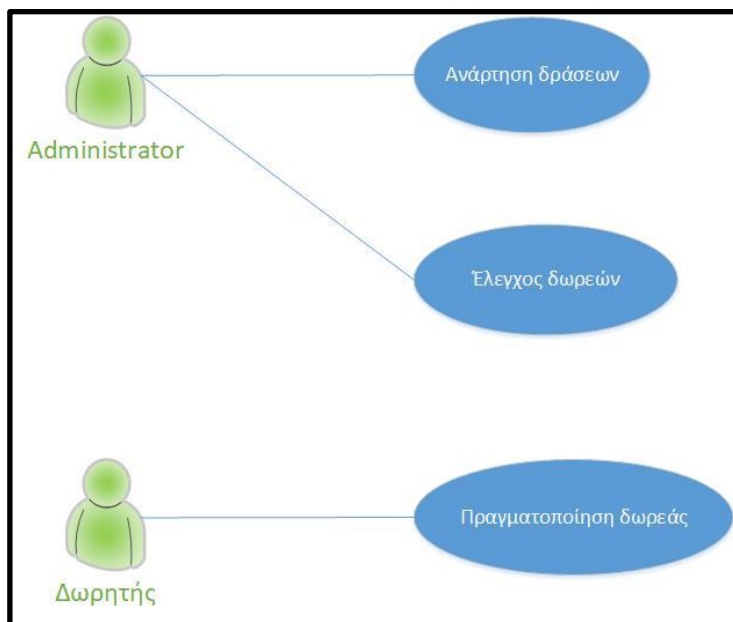 Ανάρτηση δράσεων
Administrator
Έλεγχος δωρεών
Πραγματοποίηση δωρεάς
Δωρητής